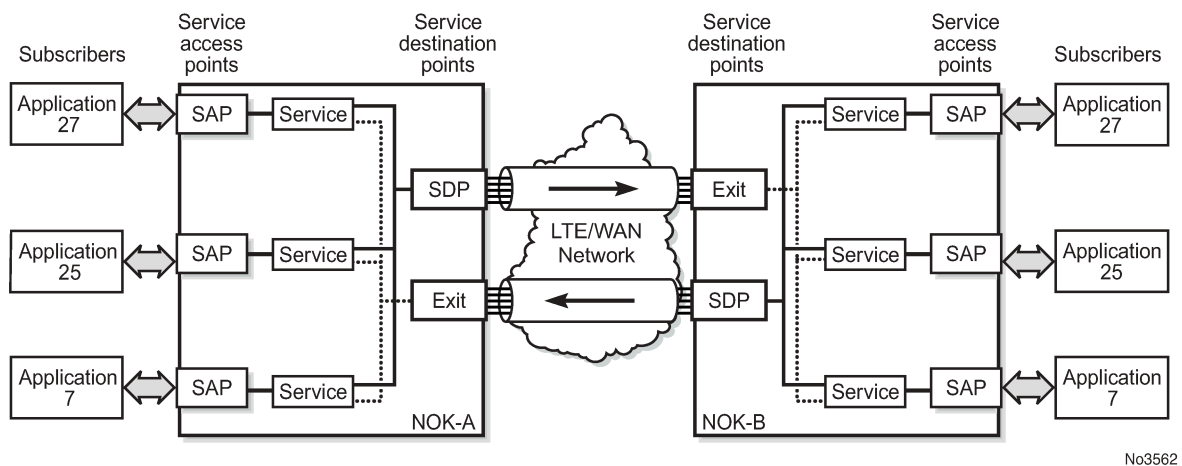 Service
access
points
Service
destination
points
Service
destination
points
Service
access
points
Subscribers
Subscribers
Application
27
SAP
Service
Service
SAP
Application
27
SDP
Exit
LTE/WAN
Network
Application
25
SAP
Service
Service
SAP
Application
25
Exit
SDP
Application
7
SAP
Service
Service
SAP
Application
7
NOK-A
NOK-B
No3562